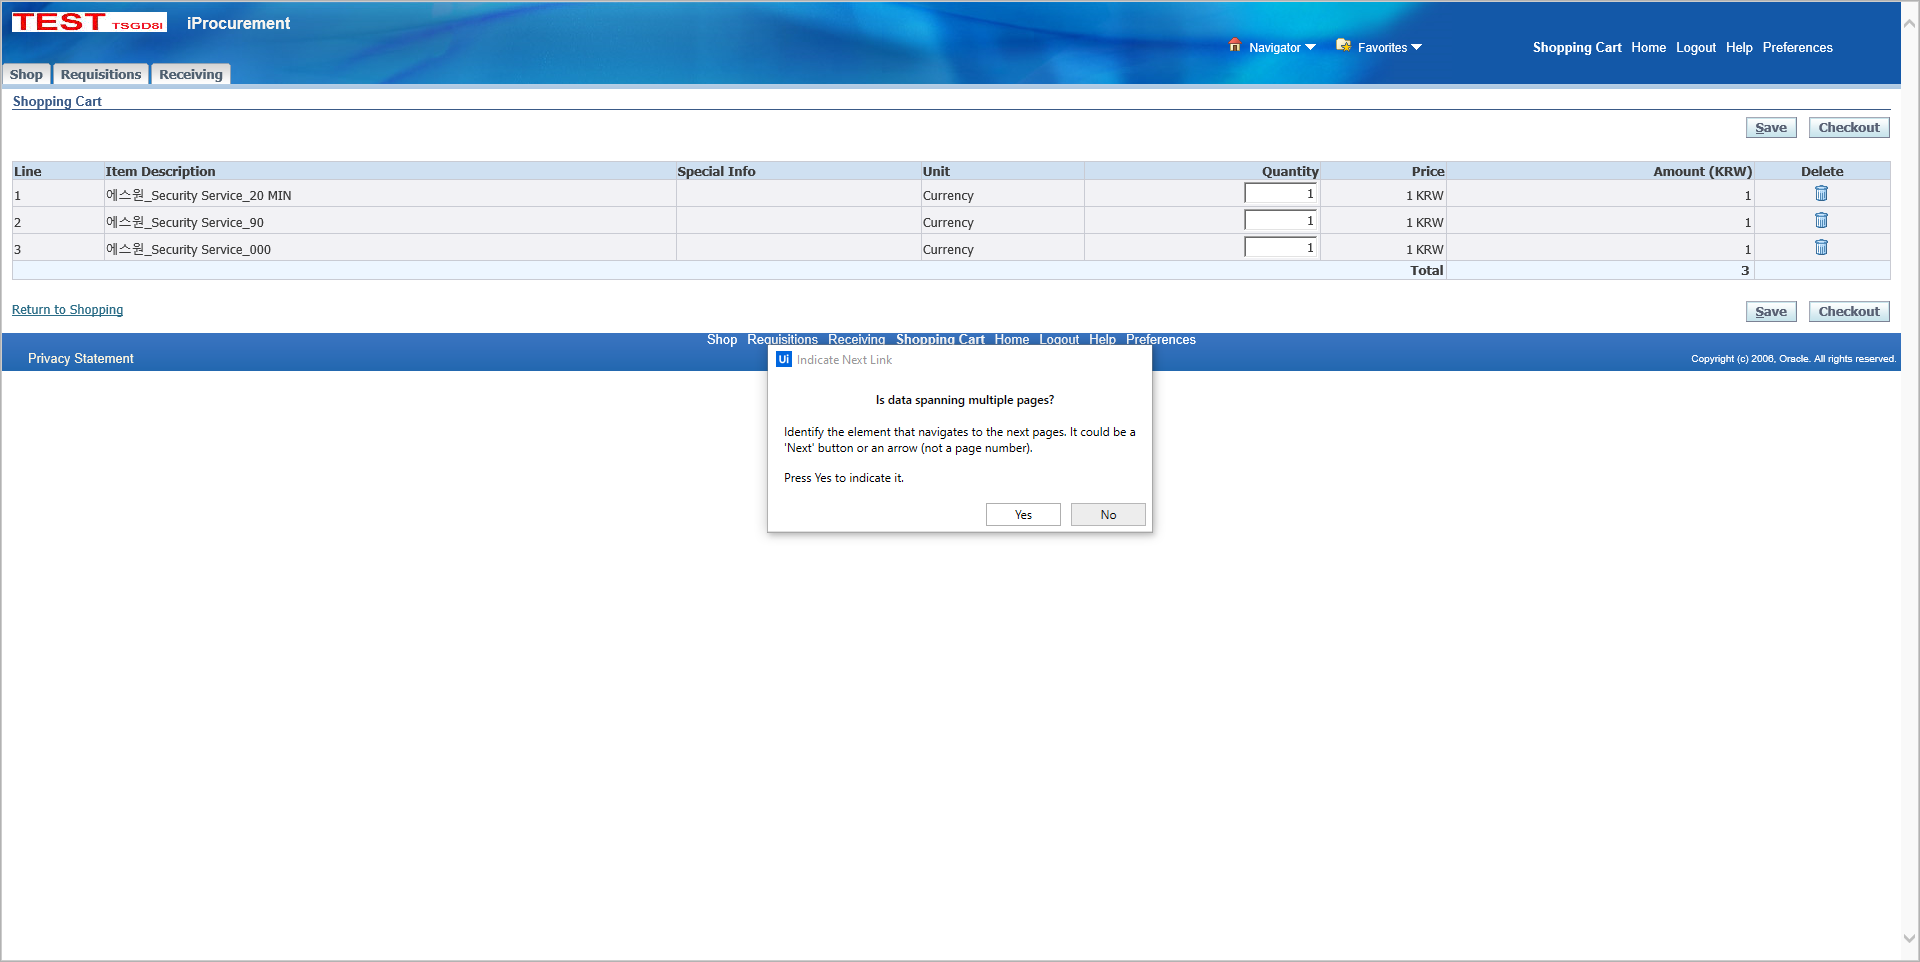 TEST TSGD8I iProcurement
Navigator Favorites Shopping Cart Home Logout Help Preferences
Shop Requisitions Receiving
Shopping Cart
Save Checkout
Line Item Description Special Info Unit Quantity Price Amount (KRW) Delete
1 에스원_Security Service_20 MIN Currency 1 1 KRW 1
2 에스원_Security Service_90 Currency 1 1 KRW 1
3 에스원_Security Service_000 Currency 1 1 KRW 1
Total 3
Return to Shopping Save Checkout
Shop Requisitions Receiving Shopping Cart Home Logout Help Preferences
Privacy Statement Copyright (c) 2006, Oracle. All rights reserved.
Ui Indicate Next Link
Is data spanning multiple pages?
Identify the element that navigates to the next pages. It could be a
'Next' button or an arrow (not a page number).
Press Yes to indicate it.
Yes No